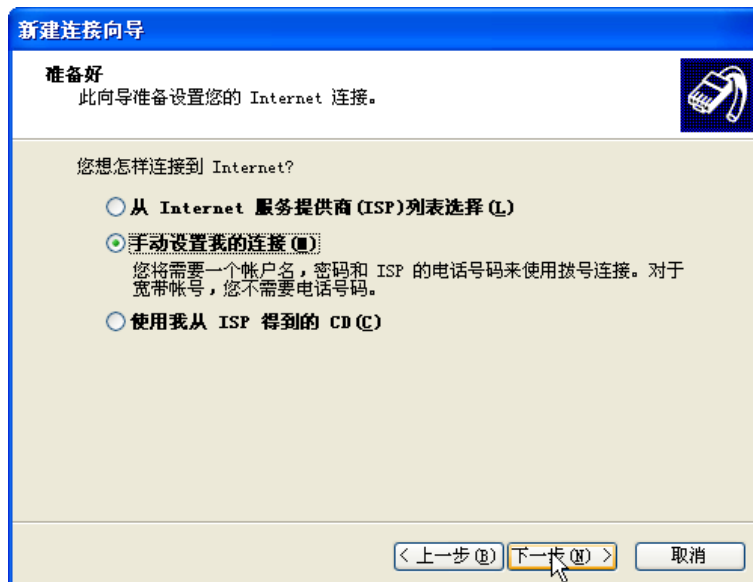 新建连接向导
准备好
此向导准备设置您的 Internet 连接。
您想怎样连接到 Internet?
从 Internet 服务提供商(ISP)列表选择(L)
手动设置我的连接(M)
您将需要一个帐户名，密码和 ISP 的电话号码来使用拨号连接。对于
宽带帐号，您不需要电话号码。
使用我从 ISP 得到的 CD(C)
< 上一步(B) 下一步(N) > 取消